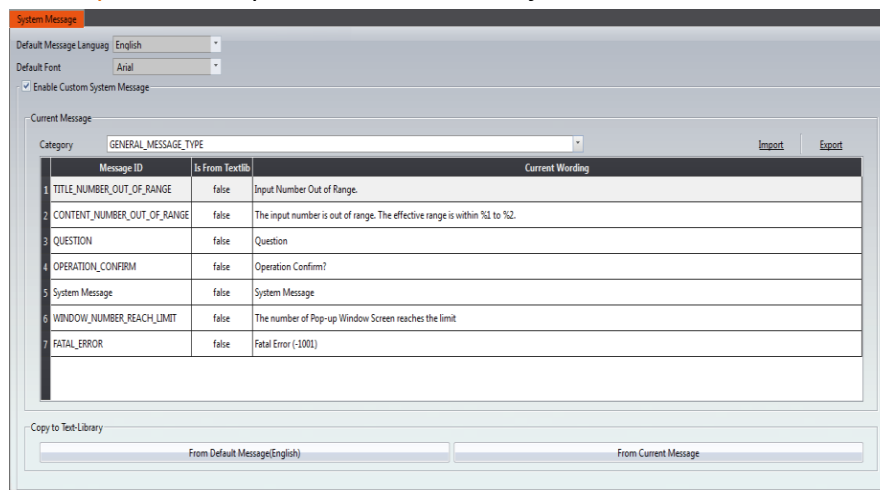 System Message
Default Message Languag English
Default Font Arial
Enable Custom System Message
Current Message
Category GENERAL_MESSAGE_TYPE Import Export
Message ID Is From Textlib Current Wording
1 TITLE_NUMBER_OUT_OF_RANGE false Input Number Out of Range.
2 CONTENT_NUMBER_OUT_OF_RANGE false The input number is out of range. The effective range is within %1 to %2.
3 QUESTION false Question
4 OPERATION_CONFIRM false Operation Confirm?
5 System Message false System Message
6 WINDOW_NUMBER_REACH_LIMIT false The number of Pop-up Window Screen reaches the limit
7 FATAL_ERROR false Fatal Error (-1001)
Copy to Text-Library
From Default Message(English) From Current Message